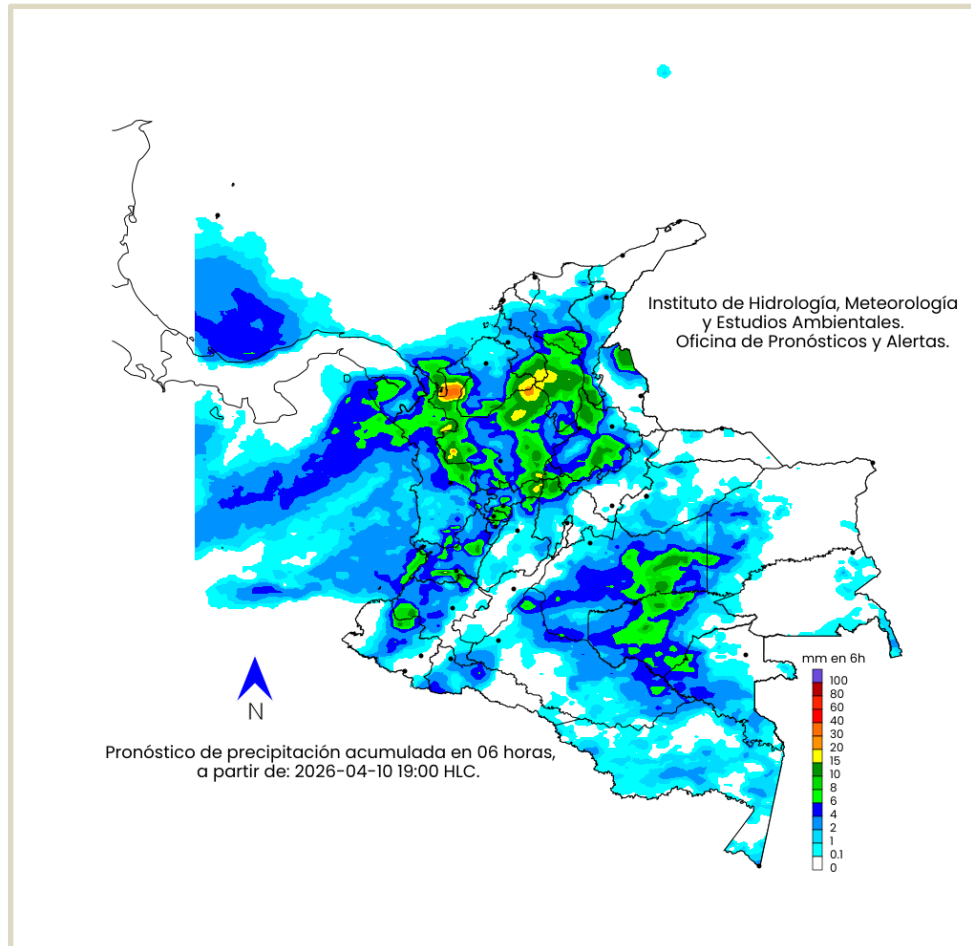 Instituto de Hidrología, Meteorología
y Estudios Ambientales.
Oficina de Pronósticos y Alertas.
mm en 6h
100
80
60
40
30
20
15
10
8
6
4
2
1
0.1
0
N
Pronóstico de precipitación acumulada en 06 horas,
a partir de: 2026-04-10 19:00 HLC.